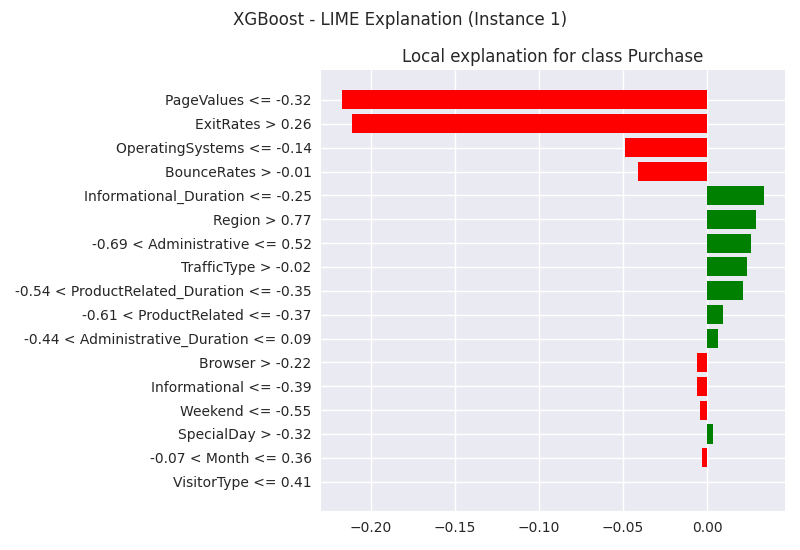 XGBoost - LIME Explanation (Instance 1)
Local explanation for class Purchase
PageValues <= -0.32
ExitRates > 0.26
OperatingSystems <= -0.14
BounceRates > -0.01
Informational_Duration <= -0.25
Region > 0.77
-0.69 < Administrative <= 0.52
TrafficType > -0.02
-0.54 < ProductRelated_Duration <= -0.35
-0.61 < ProductRelated <= -0.37
-0.44 < Administrative_Duration <= 0.09
Browser > -0.22
Informational <= -0.39
Weekend <= -0.55
SpecialDay > -0.32
-0.07 < Month <= 0.36
VisitorType <= 0.41
−0.20 −0.15 −0.10 −0.05 0.00